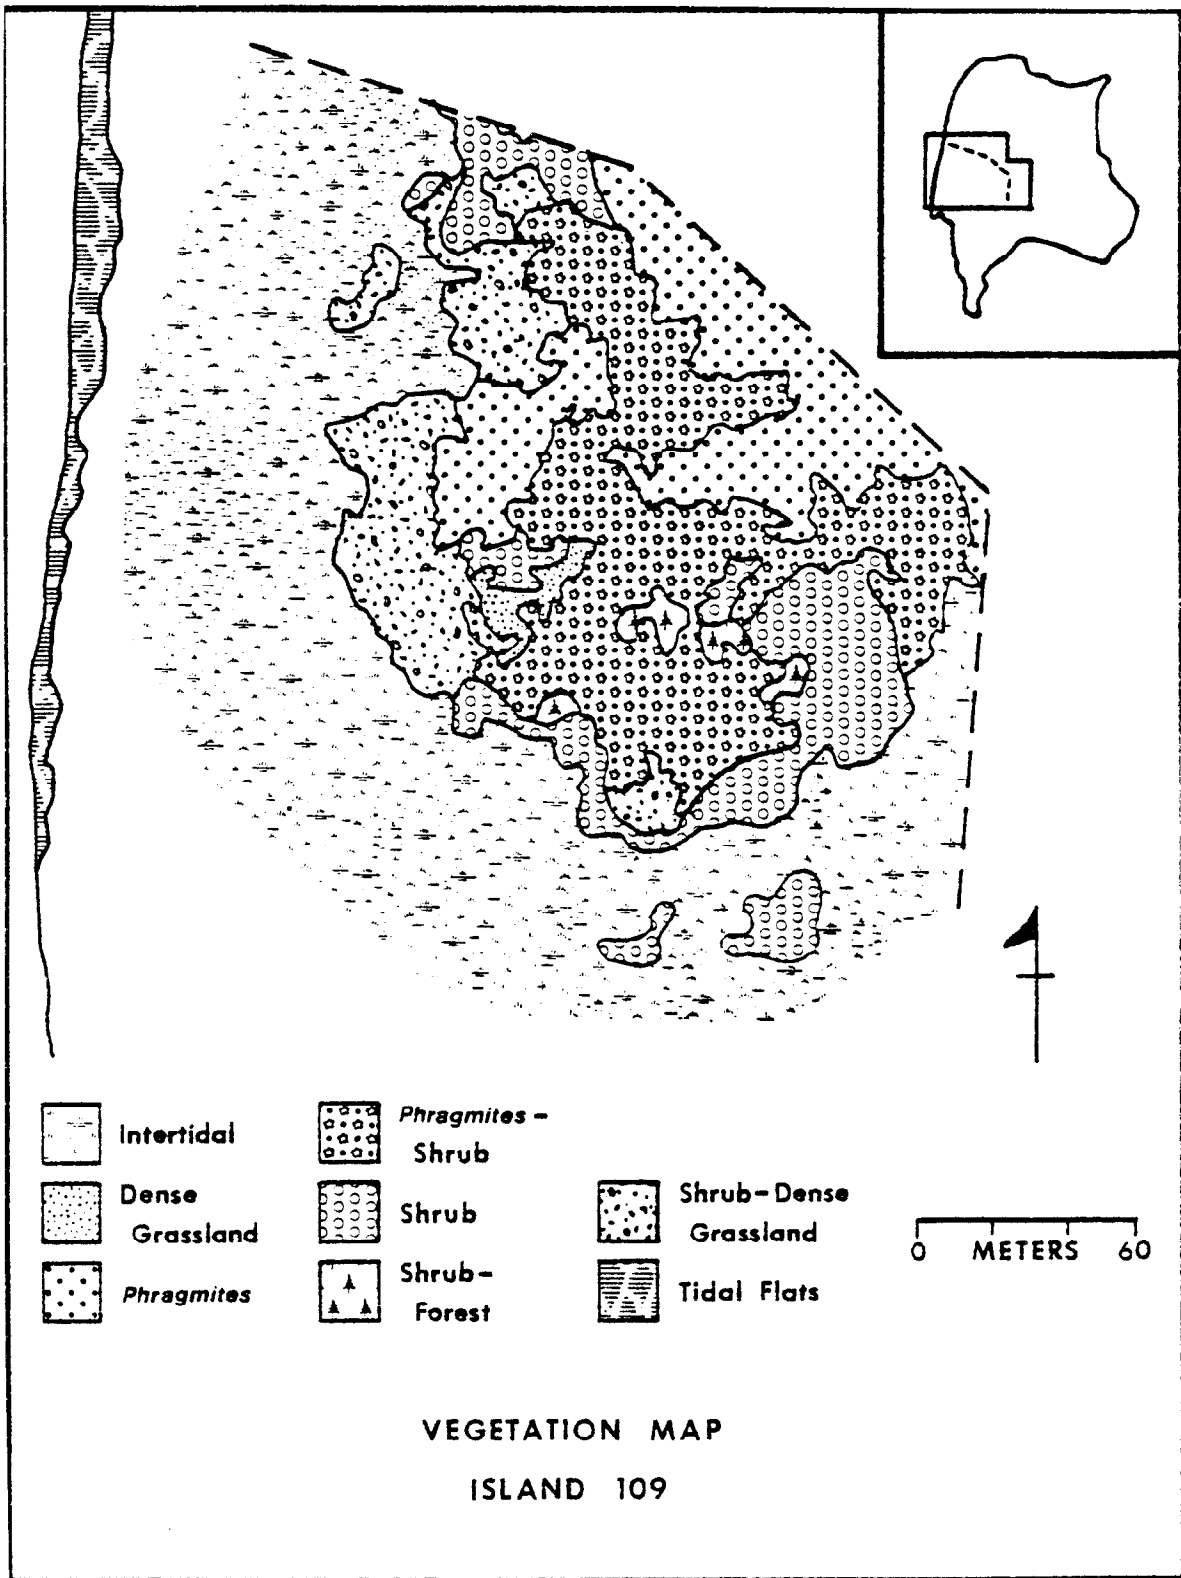 Intertidal
Dense
Grassland
Phragmites
Phragmites –
Shrub
Shrub
Shrub–
Forest
Shrub–Dense
Grassland
Tidal Flats
0 METERS 60
VEGETATION MAP
ISLAND 109